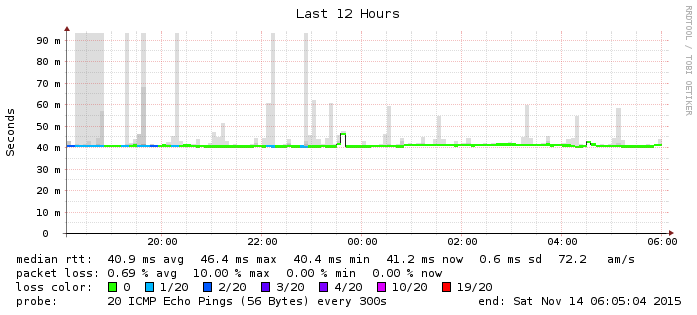 Last 12 Hours
RRDTOOL / TOBI OETIKER
Seconds
90 m
80 m
70 m
60 m
50 m
40 m
30 m
20 m
10 m
0
20:00 22:00 00:00 02:00 04:00 06:00
median rtt: 40.9 ms avg 46.4 ms max 40.4 ms min 41.2 ms now 0.6 ms sd 72.2 am/s
packet loss: 0.69 % avg 10.00 % max 0.00 % min 0.00 % now
loss color: 0 1/20 2/20 3/20 4/20 10/20 19/20
probe: 20 ICMP Echo Pings (56 Bytes) every 300s end: Sat Nov 14 06:05:04 2015